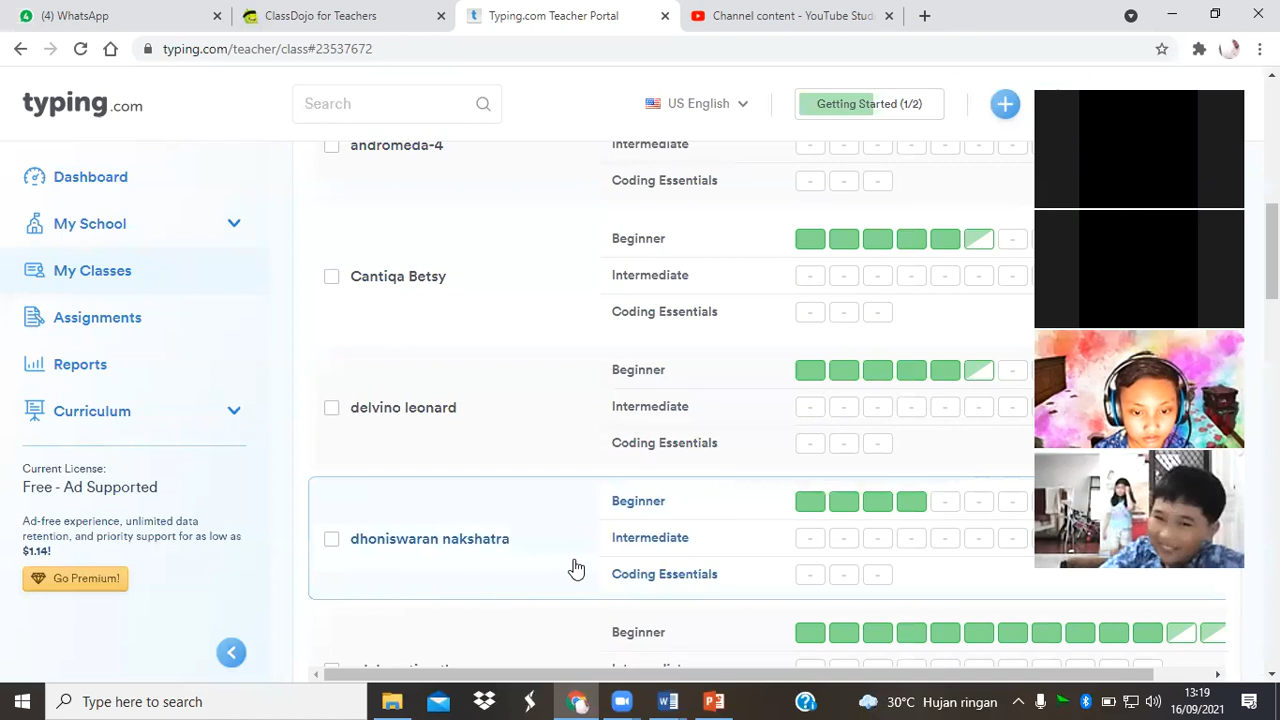 (4) WhatsApp
ClassDojo for Teachers
Typing.com Teacher Portal
Channel content - YouTube Stud
typing.com/teacher/class#23537672
typing.com
Search
US English
Getting Started (1/2)
Dashboard
My School
My Classes
Assignments
Reports
Curriculum
Current License:
Free - Ad Supported
Ad-free experience, unlimited data
retention, and priority support for as low as
$1.14!
Go Premium!
andromeda-4
Intermediate
Coding Essentials
Cantiqa Betsy
Beginner
Intermediate
Coding Essentials
delvino leonard
Beginner
Intermediate
Coding Essentials
dhoniswaran nakshatra
Beginner
Intermediate
Coding Essentials
Beginner
Type here to search
30°C Hujan ringan
13:19
16/09/2021